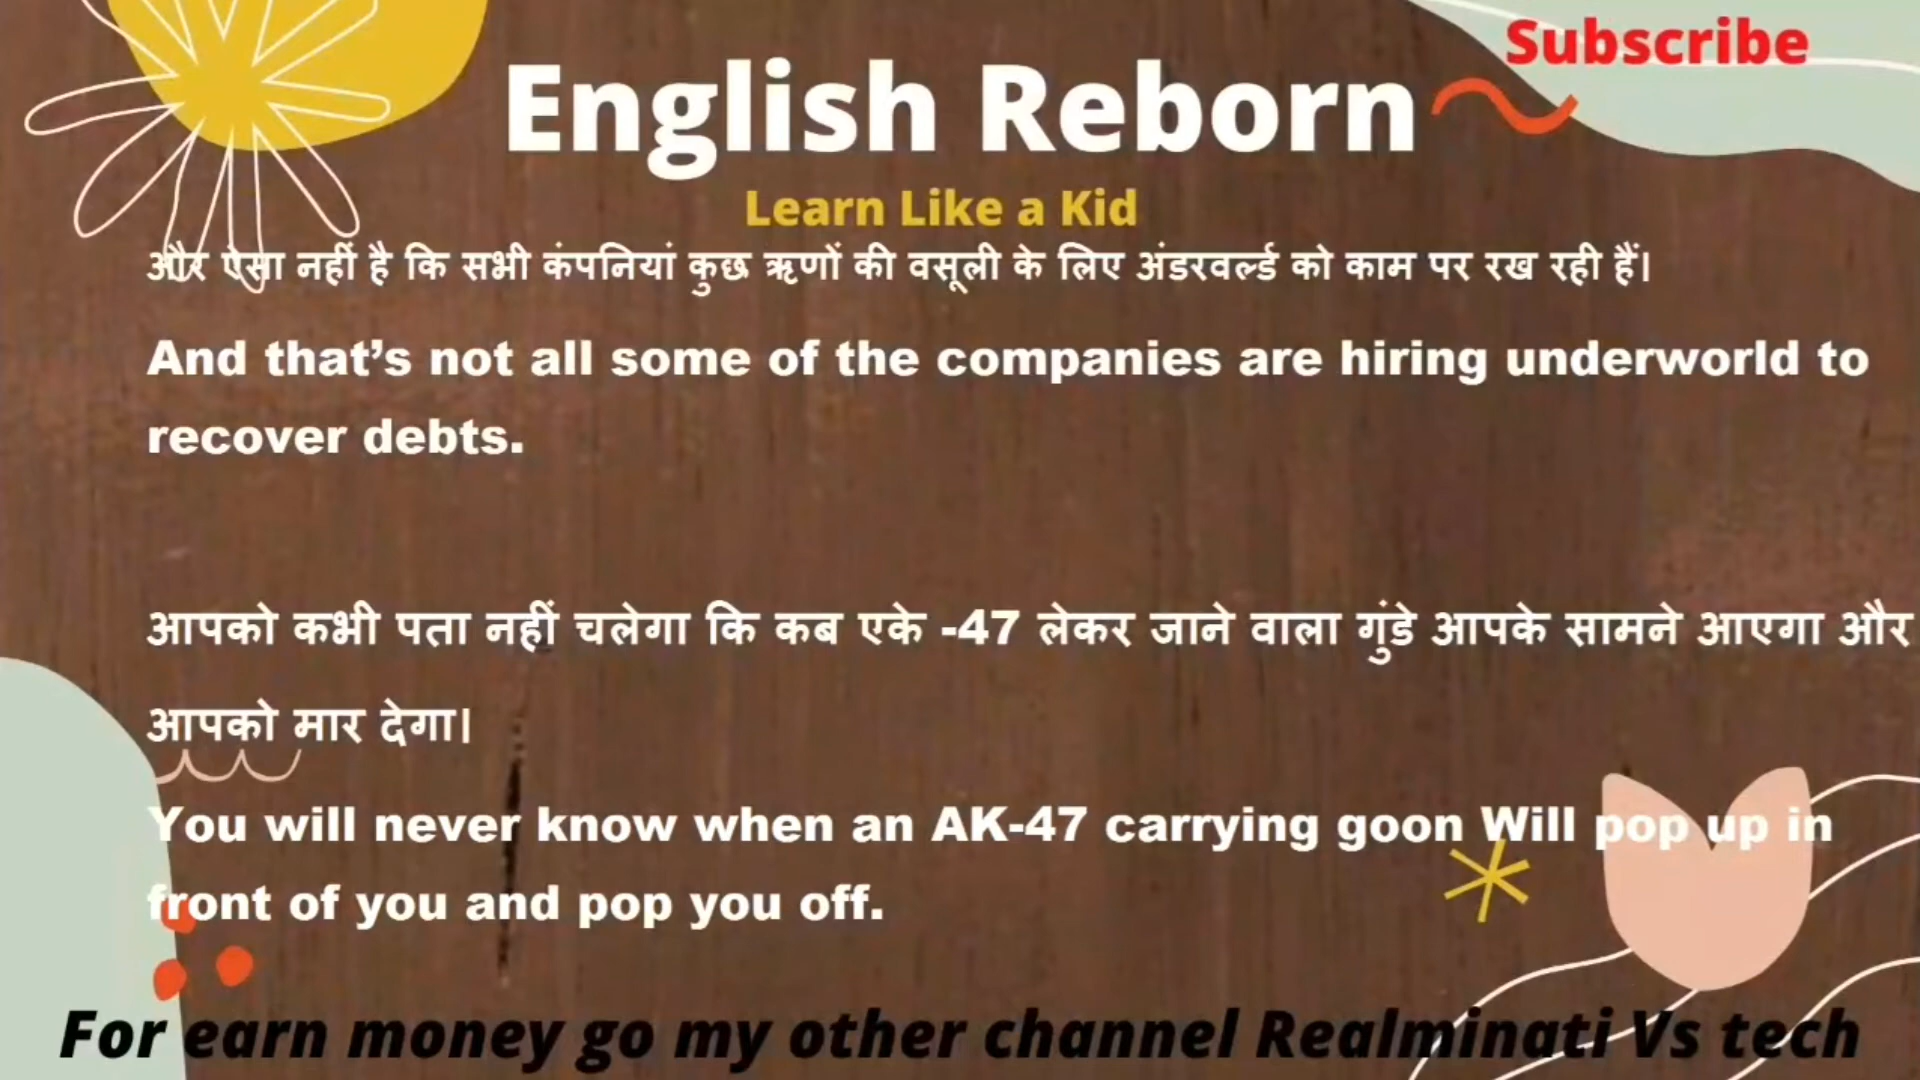 Subscribe
English Reborn
Learn Like a Kid
और ऐसा नहीं है कि सभी कंपनियां कुछ ऋणों की वसूली के लिए अंडरवर्ल्ड को काम पर रख रही हैं।
And that’s not all some of the companies are hiring underworld to
recover debts.
आपको कभी पता नहीं चलेगा कि कब एके -47 लेकर जाने वाला गुंडे आपके सामने आएगा और
आपको मार देगा।
You will never know when an AK-47 carrying goon Will pop up in
front of you and pop you off.
For earn money go my other channel Realminati Vs tech